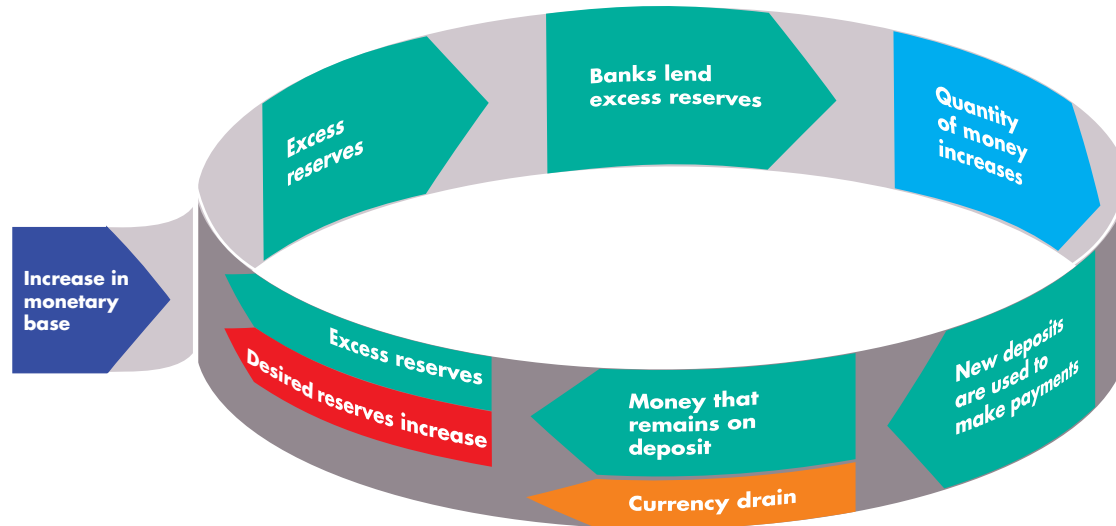 Increase in
monetary
base
Excess
reserves
Banks lend
excess reserves
Quantity
of money
increases
New deposits
are used to
make payments
Money that
remains on
deposit
Currency drain
Excess reserves
Desired reserves increase